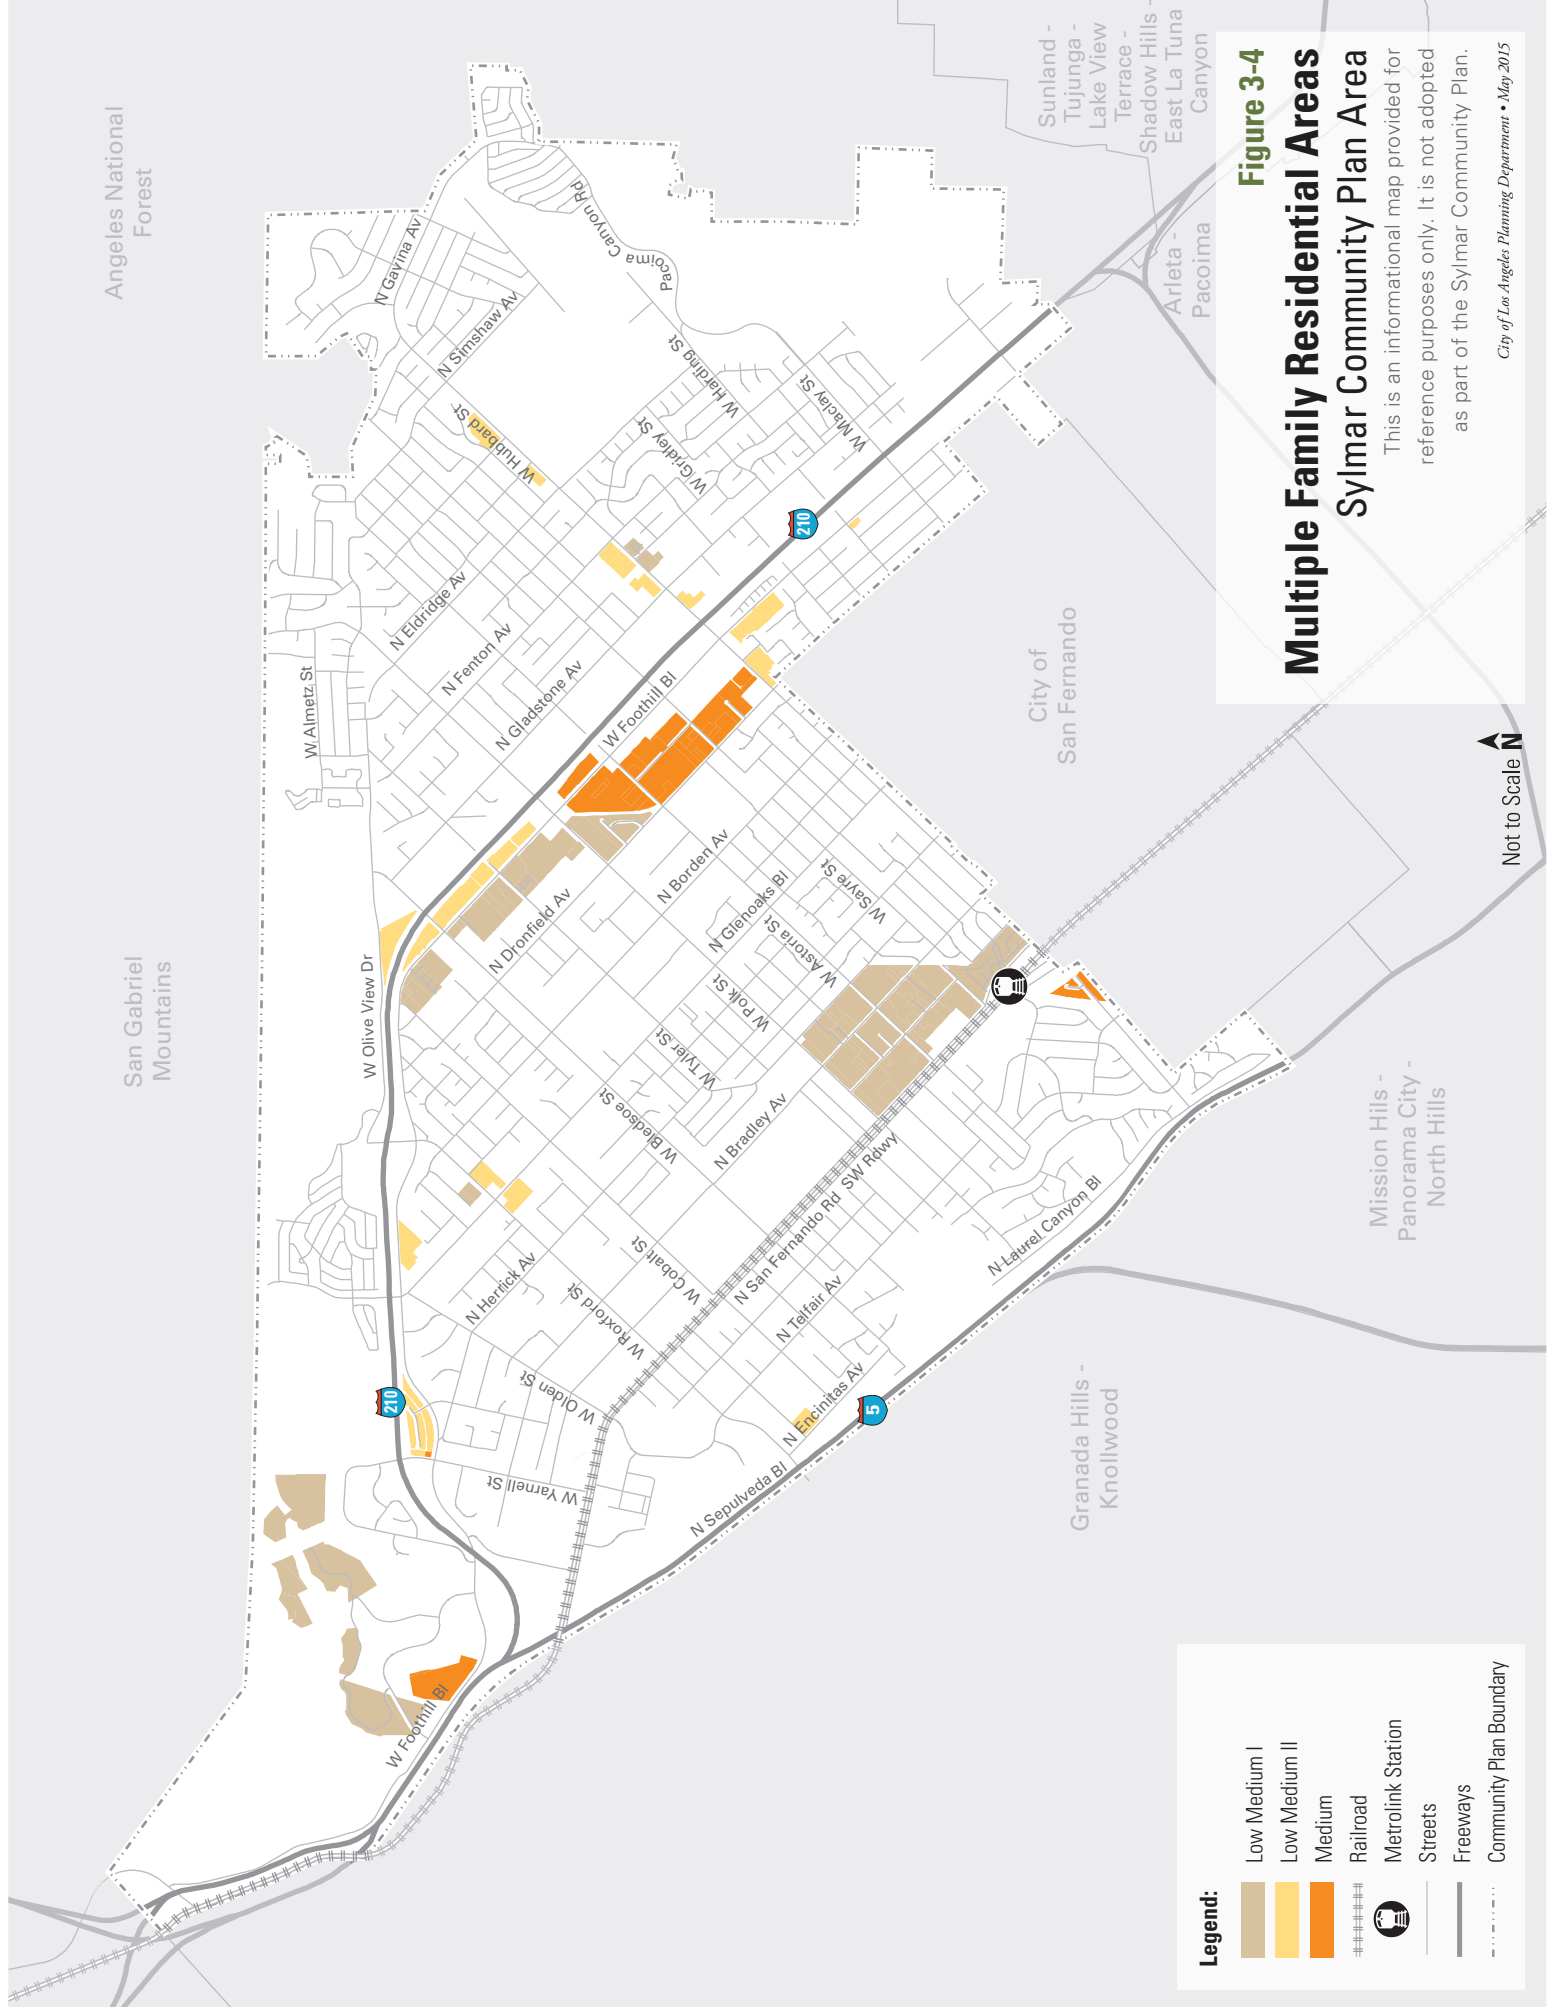 Figure 3-4
Multiple Family Residential Areas
Sylmar Community Plan Area
This is an informational map provided for
reference purposes only. It is not adopted
as part of the Sylmar Community Plan.
City of Los Angeles Planning Department • May 2015
Angeles National
Forest
San Gabriel
Mountains
Sunland -
Tujunga -
Lake View
Terrace -
Shadow Hills -
East La Tuna
Canyon
Arleta -
Pacoima
City of
San Fernando
Mission Hils -
Panorama City -
North Hills
Granada Hills -
Knollwood
N Gavina Av
N Simshaw Av
Pacoima Canyon Rd
W Hubbard St
W Harding St
W Gridley St
W Maclay St
N Eldridge Av
N Fenton Av
N Gladstone Av
W Almetz St
W Foothill Bl
210
W Olive View Dr
N Dronfield Av
N Borden Av
N Glenoaks Bl
W Sayre St
W Astoria St
W Polk St
W Tyler St
W Bledsoe St
N Bradley Av
SW Rdwy
N San Fernando Rd
W Cobalt St
W Roxford St
N Herrick Av
N Telfair Av
N Laurel Canyon Bl
N Encinitas Av
5
W Olden St
W Yarnell St
N Sepulveda Bl
210
W Foothill Bl
Not to Scale
N
Legend:
Low Medium I
Low Medium II
Medium
Railroad
Metrolink Station
Streets
Freeways
Community Plan Boundary